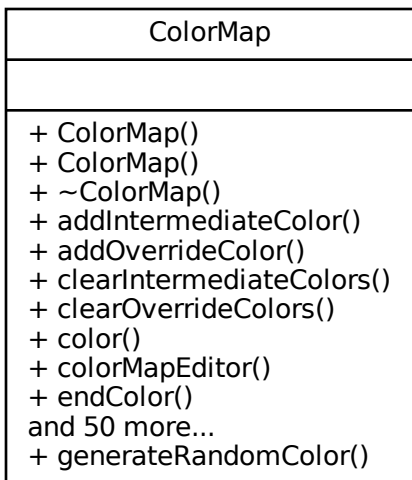 ColorMap
+ ColorMap()
+ ColorMap()
+ ~ColorMap()
+ addIntermediateColor()
+ addOverrideColor()
+ clearIntermediateColors()
+ clearOverrideColors()
+ color()
+ colorMapEditor()
+ endColor()
and 50 more...
+ generateRandomColor()